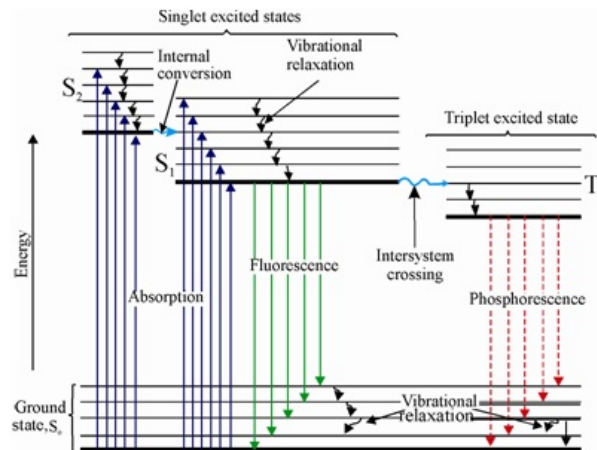 Singlet excited states
Internal
conversion
Vibrational
relaxation
S2
Triplet excited state
S1
T
Energy
Absorption
Fluorescence
Intersystem
crossing
Phosphorescence
Ground
state, So
Vibrational
relaxation